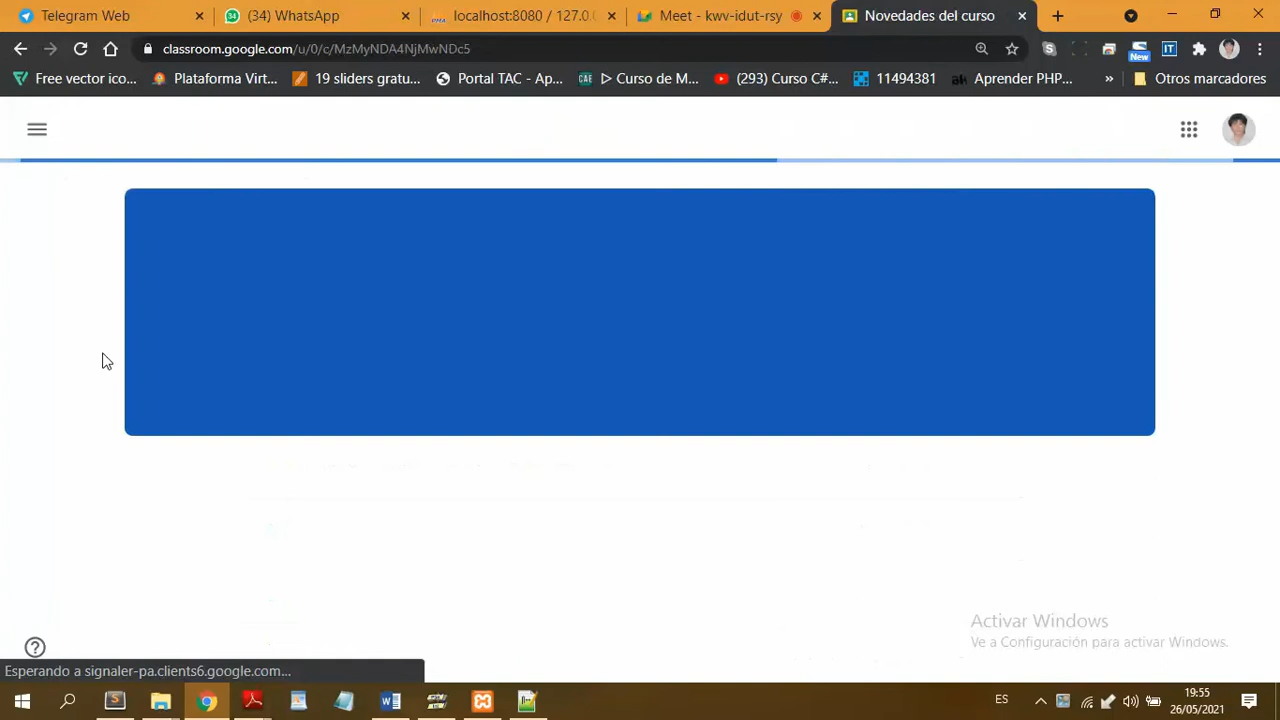 Telegram Web
(34) WhatsApp
localhost:8080 / 127.0.0
Meet - kwv-idut-rsy
Novedades del curso
classroom.google.com/u/0/c/MzMyNDA4NjMwNDc5
New
Free vector ico...
Plataforma Virt...
19 sliders gratu...
Portal TAC - Ap...
CAE
▷ Curso de M...
(293) Curso C#...
11494381
Aprender PHP...
»
Otros marcadores
Activar Windows
Ve a Configuración para activar Windows.
Esperando a signaler-pa.clients6.google.com...
ES
19:55
26/05/2021